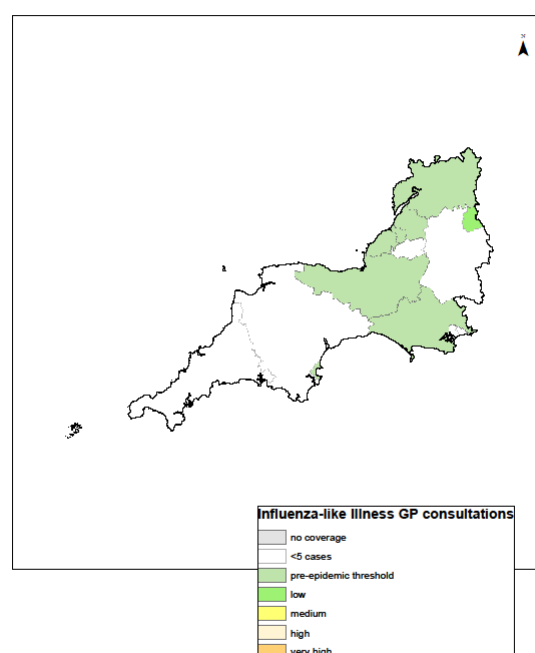 N
Influenza-like Illness GP consultations
no coverage
<5 cases
pre-epidemic threshold
low
medium
high
very high